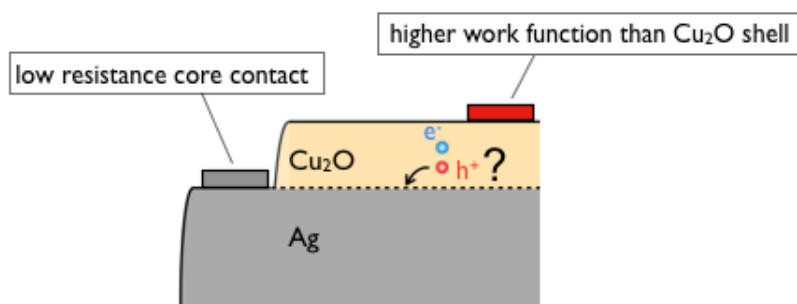 higher work function than Cu₂O shell
low resistance core contact
e⁻
Cu₂O
h⁺ ?
Ag